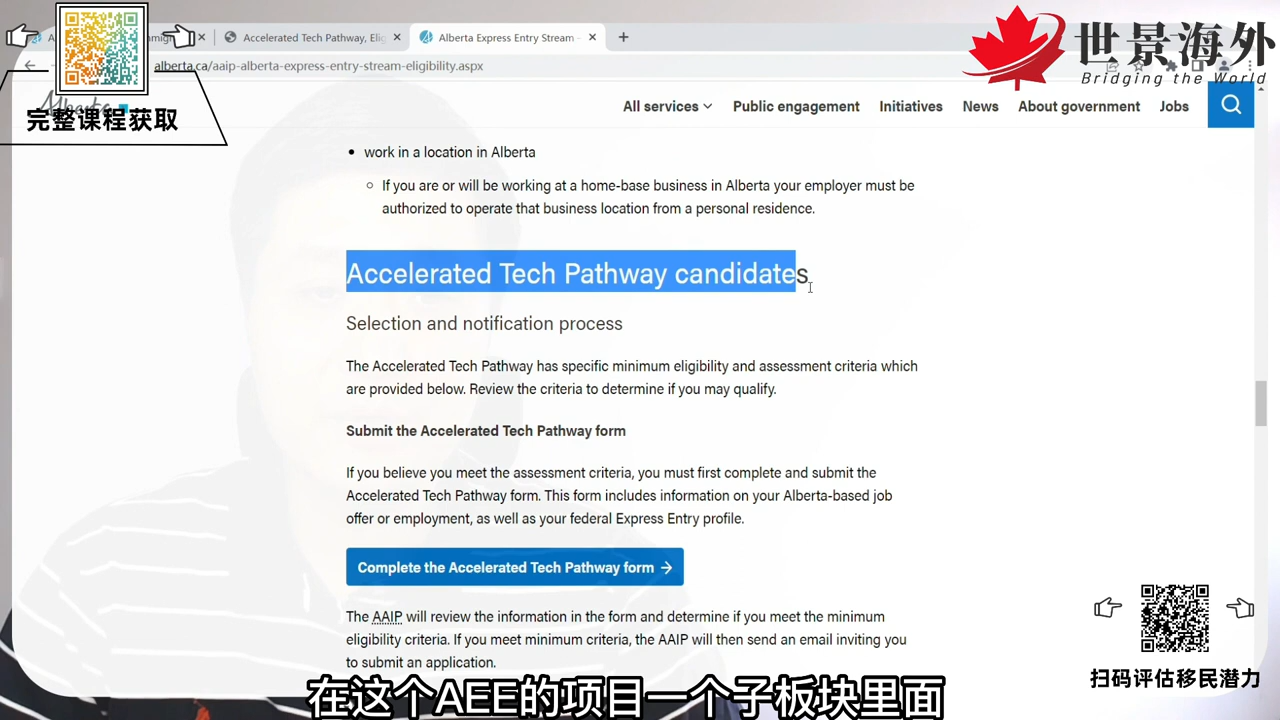 Accelerated Tech Pathway, Elig
Alberta Express Entry Stream -
alberta.ca/aaip-alberta-express-entry-stream-eligibility.aspx
世景海外
Bridging the World
完整课程获取
All services
Public engagement
Initiatives
News
About government
Jobs
work in a location in Alberta
If you are or will be working at a home-base business in Alberta your employer must be
authorized to operate that business location from a personal residence.
Accelerated Tech Pathway candidates
Selection and notification process
The Accelerated Tech Pathway has specific minimum eligibility and assessment criteria which
are provided below. Review the criteria to determine if you may qualify.
Submit the Accelerated Tech Pathway form
If you believe you meet the assessment criteria, you must first complete and submit the
Accelerated Tech Pathway form. This form includes information on your Alberta-based job
offer or employment, as well as your federal Express Entry profile.
Complete the Accelerated Tech Pathway form →
The AAIP will review the information in the form and determine if you meet the minimum
eligibility criteria. If you meet minimum criteria, the AAIP will then send an email inviting you
to submit an application.
扫码评估移民潜力
在这个AEE的项目一个子板块里面